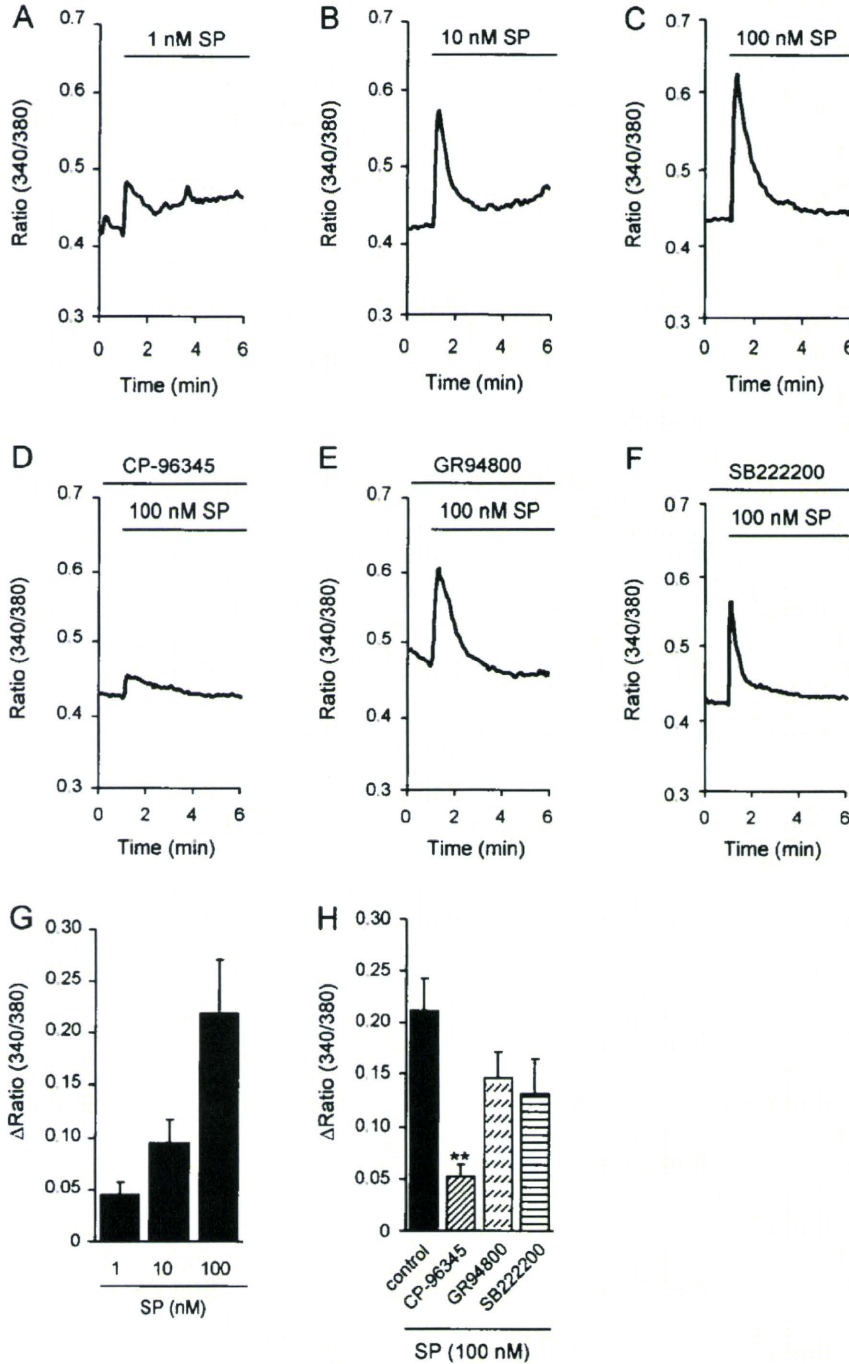 A
1 nM SP
Ratio (340/380)
0.7
0.6
0.5
0.4
0.3
0 2 4 6
Time (min)
B
10 nM SP
Ratio (340/380)
0.7
0.6
0.5
0.4
0.3
0 2 4 6
Time (min)
C
100 nM SP
Ratio (340/380)
0.7
0.6
0.5
0.4
0.3
0 2 4 6
Time (min)
D
CP-96345
100 nM SP
Ratio (340/380)
0.7
0.6
0.5
0.4
0.3
0 2 4 6
Time (min)
E
GR94800
100 nM SP
Ratio (340/380)
0.7
0.6
0.5
0.4
0.3
0 2 4 6
Time (min)
F
SB222200
100 nM SP
Ratio (340/380)
0.7
0.6
0.5
0.4
0.3
0 2 4 6
Time (min)
G
ΔRatio (340/380)
0.30
0.25
0.20
0.15
0.10
0.05
0
1 10 100
SP (nM)
H
ΔRatio (340/380)
0.30
0.25
0.20
0.15
0.10
0.05
0
**
control
CP-96345
GR94800
SB222200
SP (100 nM)